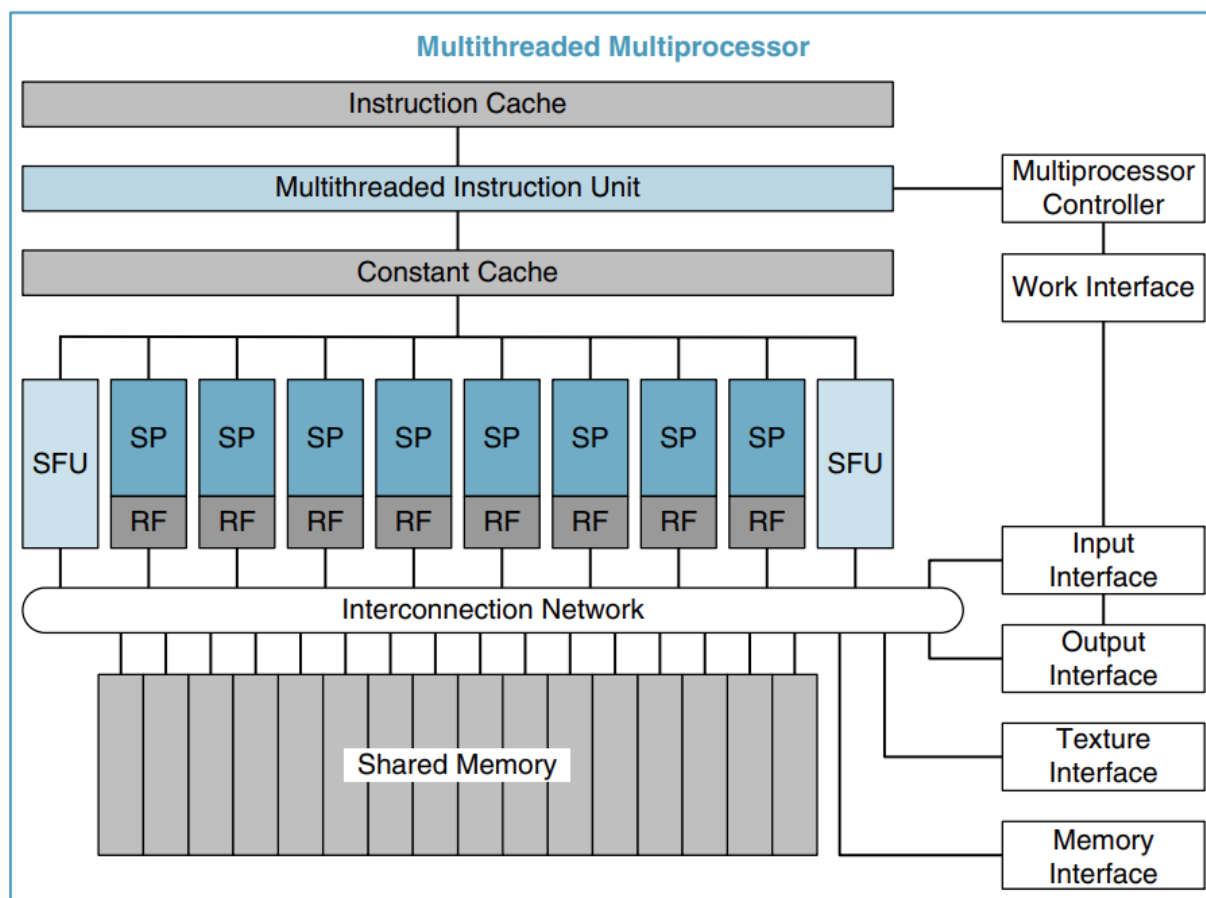 Multithreaded Multiprocessor
Instruction Cache
Multithreaded Instruction Unit
Multiprocessor
Controller
Constant Cache
Work Interface
SFU
SP
SP
SP
SP
SP
SP
SP
SP
SFU
RF
RF
RF
RF
RF
RF
RF
RF
Input
Interface
Interconnection Network
Output
Interface
Shared Memory
Texture
Interface
Memory
Interface